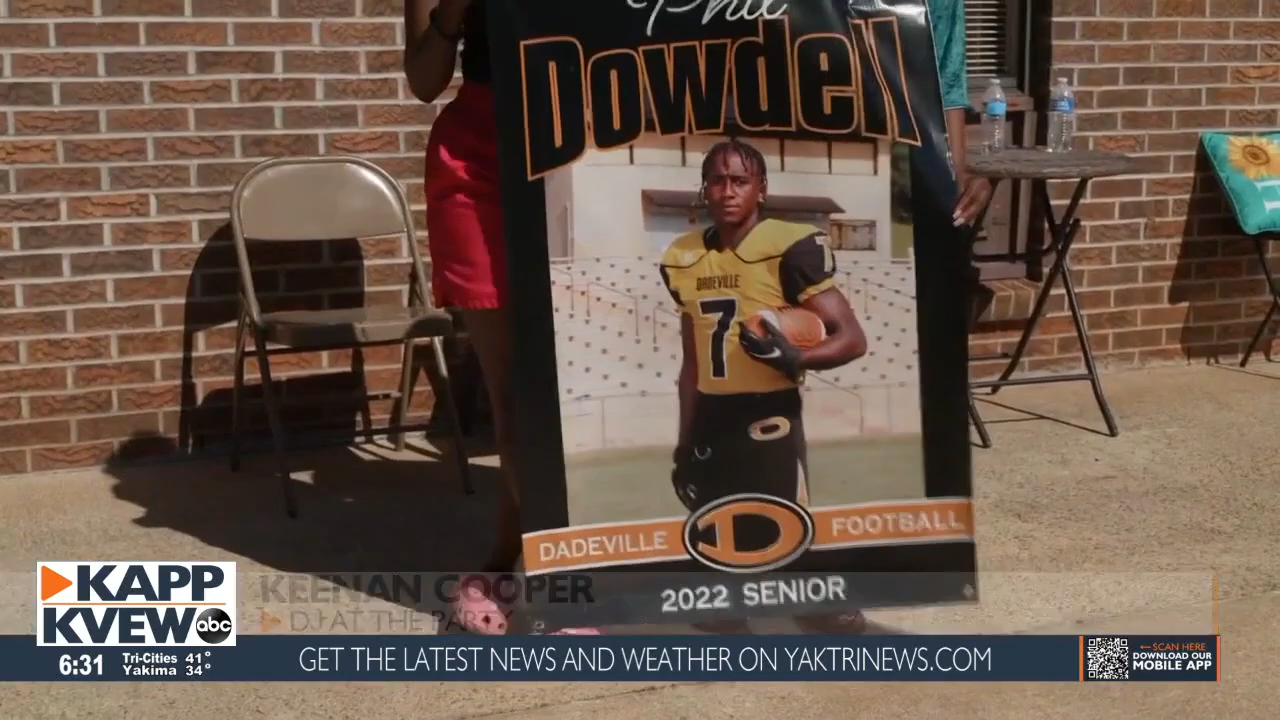 Phil
Dowdell
7
DADEVILLE
7
DADEVILLE
D
FOOTBALL
2022 SENIOR
KEENAN COOPER
DJ AT THE PARTY
KAPP
KVEW abc
6:31
Tri-Cities 41°
Yakima 34°
GET THE LATEST NEWS AND WEATHER ON YAKTRINEWS.COM
←SCAN HERE
DOWNLOAD OUR
MOBILE APP